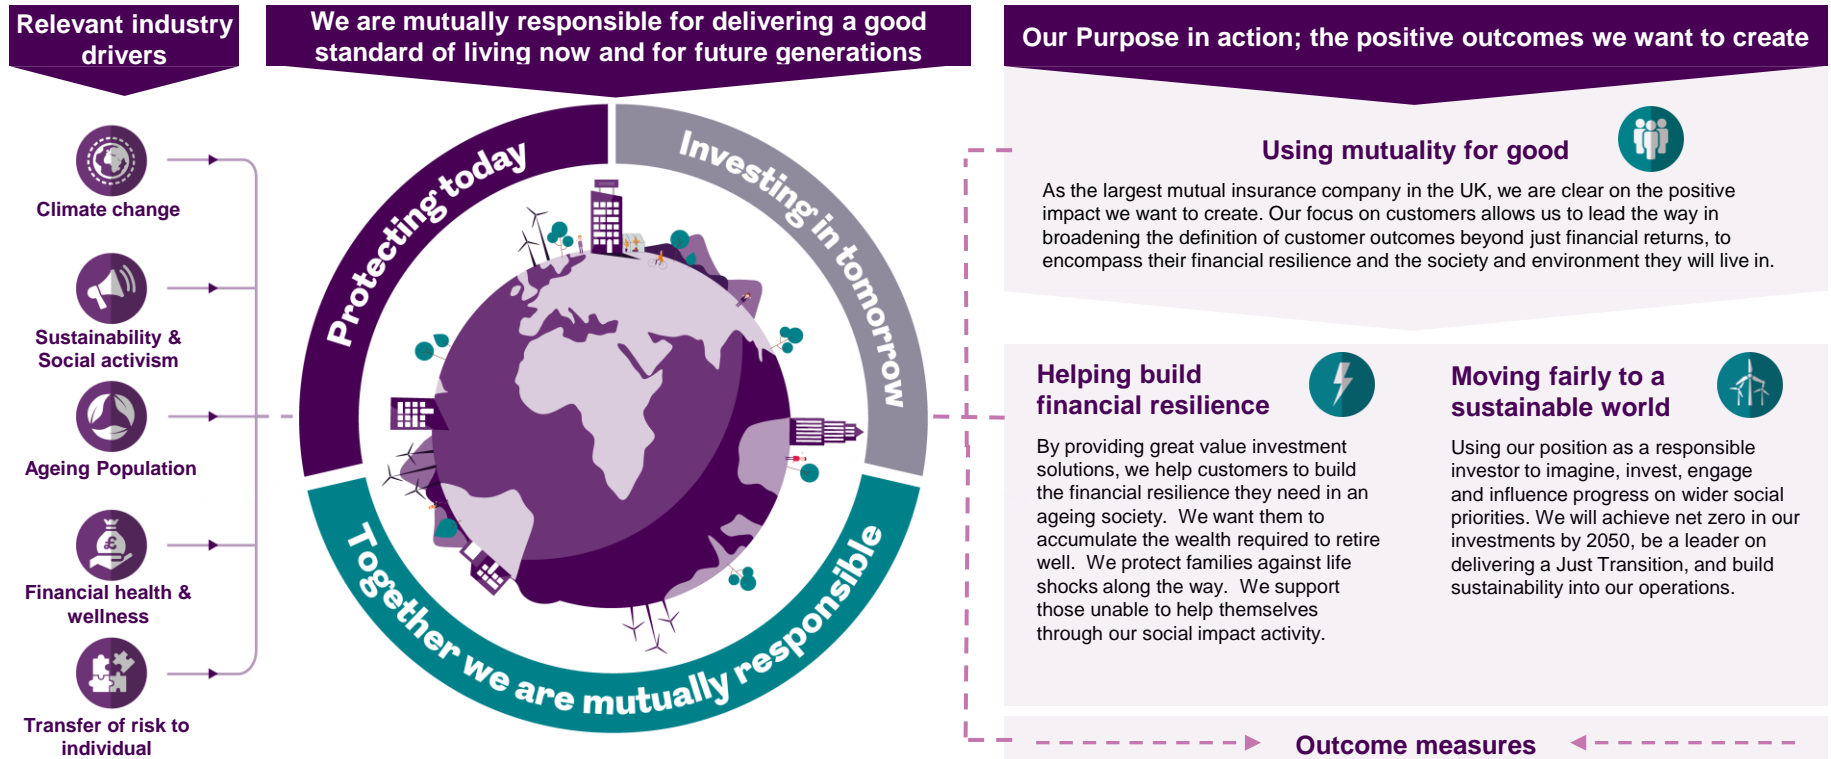 Relevant industry
drivers
Climate change
Sustainability &
Social activism
Ageing Population
Financial health &
wellness
Transfer of risk to
individual
We are mutually responsible for delivering a good
standard of living now and for future generations
Protecting today
Investing in tomorrow
Together we are mutually responsible
Our Purpose in action; the positive outcomes we want to create
Using mutuality for good
As the largest mutual insurance company in the UK, we are clear on the positive
impact we want to create. Our focus on customers allows us to lead the way in
broadening the definition of customer outcomes beyond just financial returns, to
encompass their financial resilience and the society and environment they will live in.
Helping build
financial resilience
By providing great value investment
solutions, we help customers to build
the financial resilience they need in an
ageing society.  We want them to
accumulate the wealth required to retire
well.  We protect families against life
shocks along the way.  We support
those unable to help themselves
through our social impact activity.
Moving fairly to a
sustainable world
Using our position as a responsible
investor to imagine, invest, engage
and influence progress on wider social
priorities. We will achieve net zero in our
investments by 2050, be a leader on
delivering a Just Transition, and build
sustainability into our operations.
Outcome measures